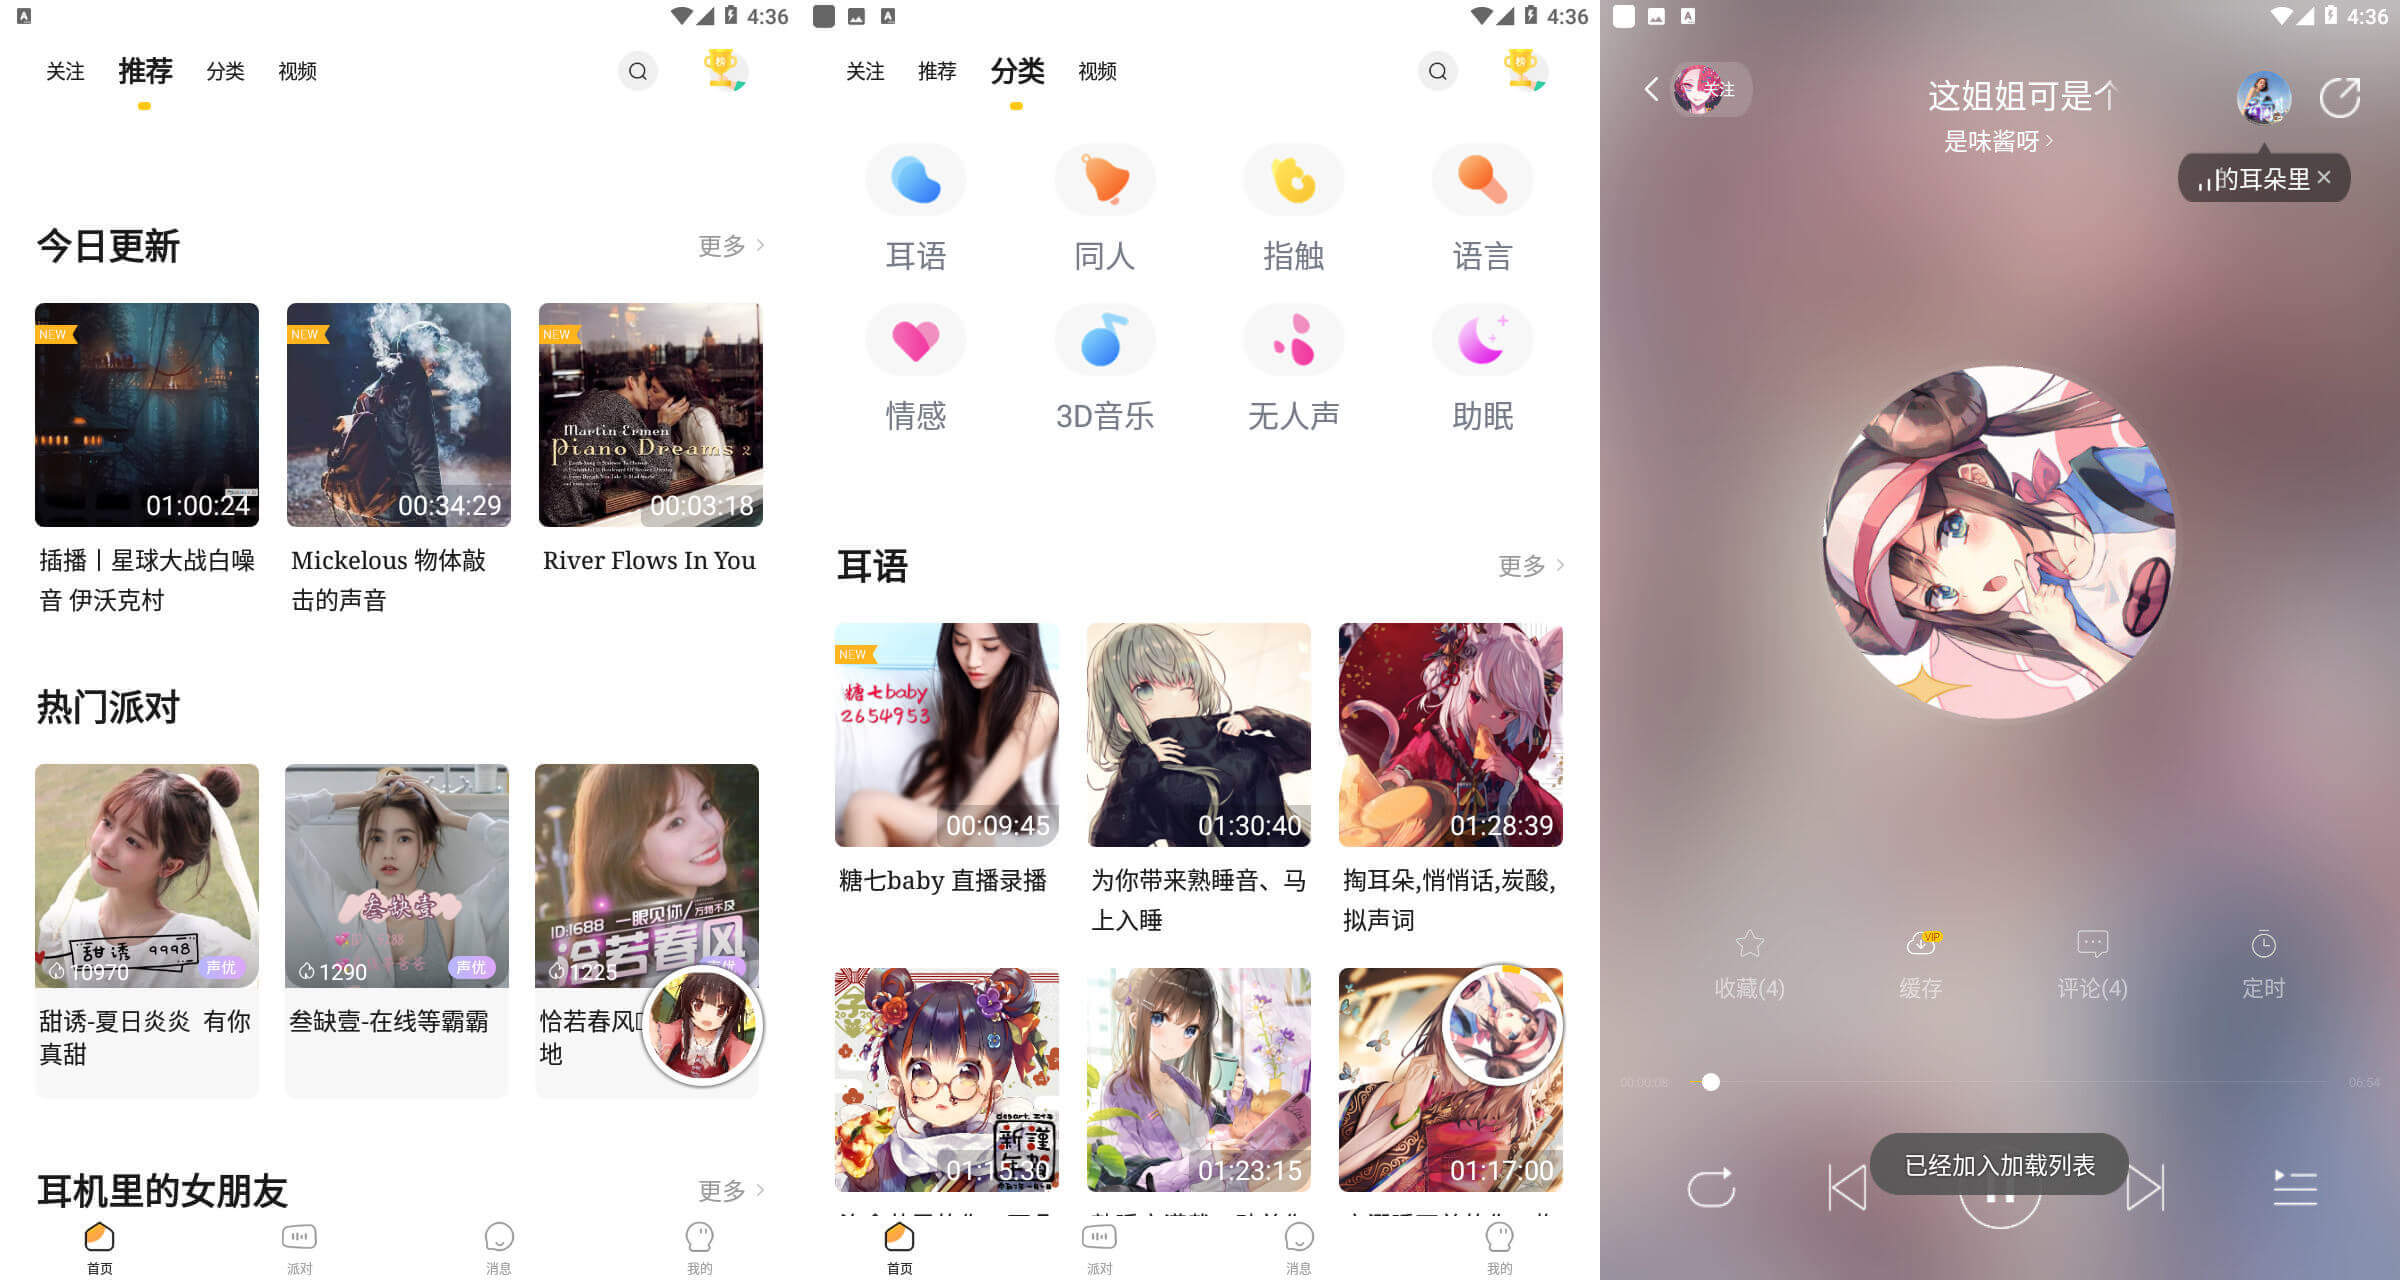 4:36
关注 推荐 分类 视频
今日更新 更多
NEW
NEW
NEW
Martin Ermen
Piano Dreams 2
01:00:24
00:34:29
00:03:18
插播丨星球大战白噪
音 伊沃克村
Mickelous 物体敲
击的声音
River Flows In You
热门派对
甜诱 9998
10970
声优
叁缺壹
1290
声优
一眼见你/万物不及
ID:1688
洽若春风
1225
声优
甜诱-夏日炎炎 有你
真甜
叁缺壹-在线等霸霸
恰若春风
地
耳机里的女朋友 更多
首页 派对 消息 我的
4:36
关注 推荐 分类 视频
耳语 同人 指触 语言
情感 3D音乐 无人声 助眠
耳语 更多
NEW
糖七baby
2654953
00:09:45
01:30:40
01:28:39
糖七baby 直播录播
为你带来熟睡音、马
上入睡
掏耳朵,悄悄话,炭酸,
拟声词
01:15:30
01:23:15
01:17:00
首页 派对 消息 我的
4:36
关注
这姐姐可是个
是味酱呀
的耳朵里
收藏(4)
VIP
缓存
评论(4)
定时
00:00:08
06:54
已经加入加载列表